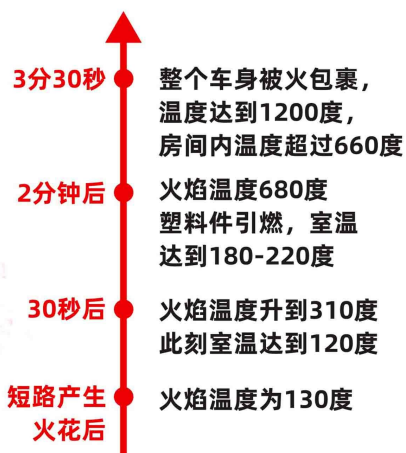 3分30秒
整个车身被火包裹，
温度达到1200度，
房间内温度超过660度
2分钟后
火焰温度680度
塑料件引燃，室温
达到180-220度
30秒后
火焰温度升到310度
此刻室温达到120度
短路产生
火花后
火焰温度为130度